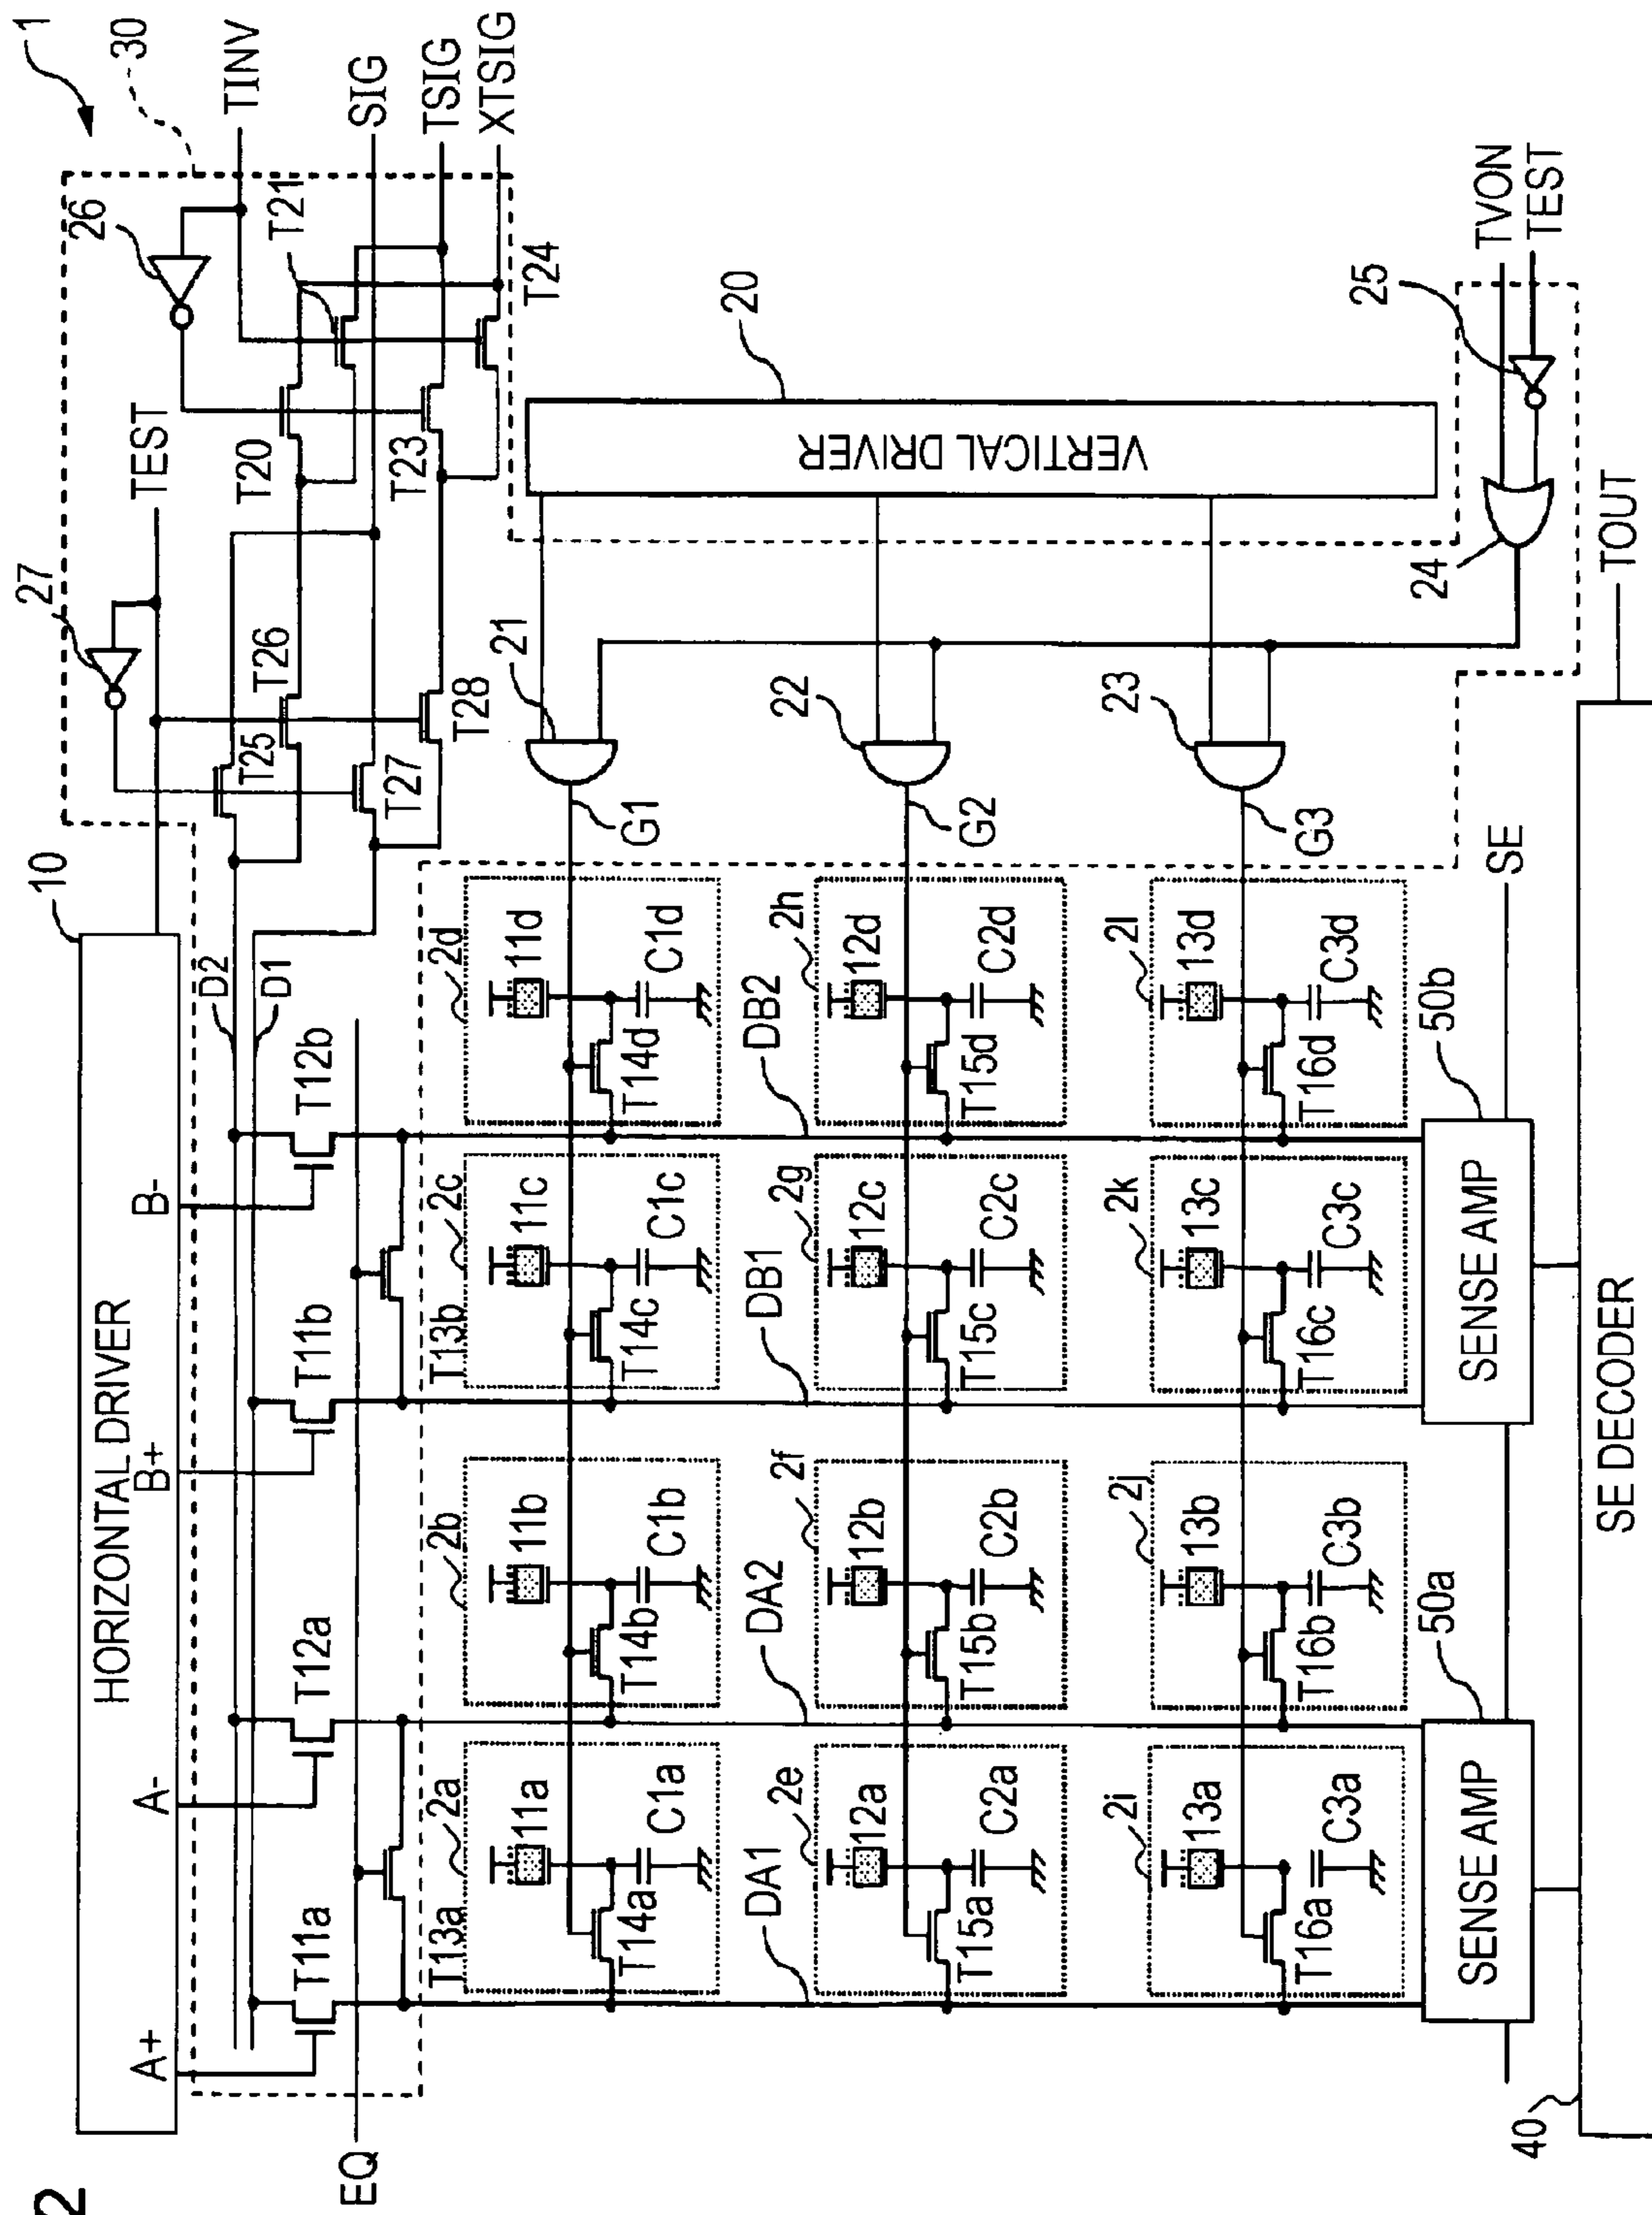 2
1
30
HORIZONTAL DRIVER
10
A+
A-
B+
B-
27
TEST
26
TINV
T21
SIG
TSIG
XTSIG
D2
D1
T25
T26
T20
T27
T28
T23
T24
T11a
T12a
T11b
T12b
EQ
T13a
T13b
2a
11a
T14a
C1a
2b
11b
T14b
C1b
2c
11c
T14c
C1c
2d
11d
T14d
C1d
G1
21
VERTICAL DRIVER
20
DA1
DA2
DB1
DB2
2e
12a
T15a
C2a
2f
12b
T15b
C2b
2g
12c
T15c
C2c
2h
12d
T15d
C2d
G2
22
2i
13a
T16a
C3a
2j
13b
T16b
C3b
2k
13c
T16c
C3c
2l
13d
T16d
C3d
G3
23
24
25
TVON
TEST
SENSE AMP
50a
SENSE AMP
50b
SE
40
SE DECODER
TOUT